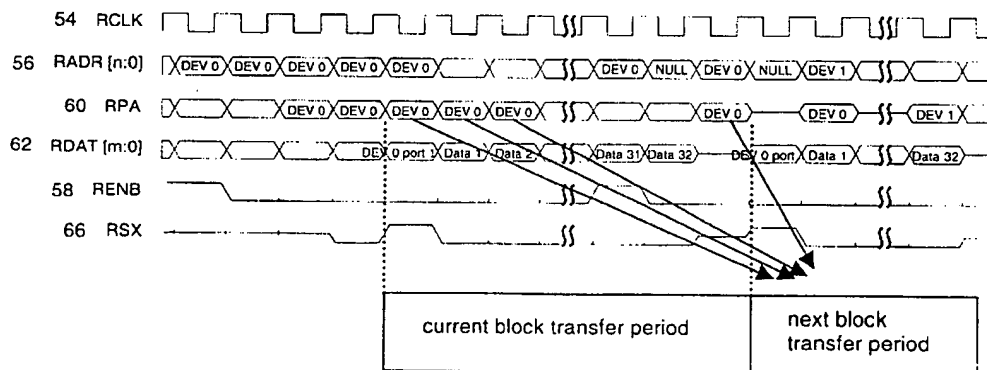 54 RCLK
56 RADR [n:0] DEV 0 DEV 0 DEV 0 DEV 0 DEV 0 DEV 0 NULL DEV 0 NULL DEV 1
60 RPA DEV 0 DEV 0 DEV 0 DEV 0 DEV 0 DEV 0 DEV 0 DEV 1
62 RDAT [m:0] DEV 0 port 1 Data 1 Data 2 Data 31 Data 32 DEV 0 port Data 1 Data 32
58 RENB
66 RSX
current block transfer period
next block
transfer period